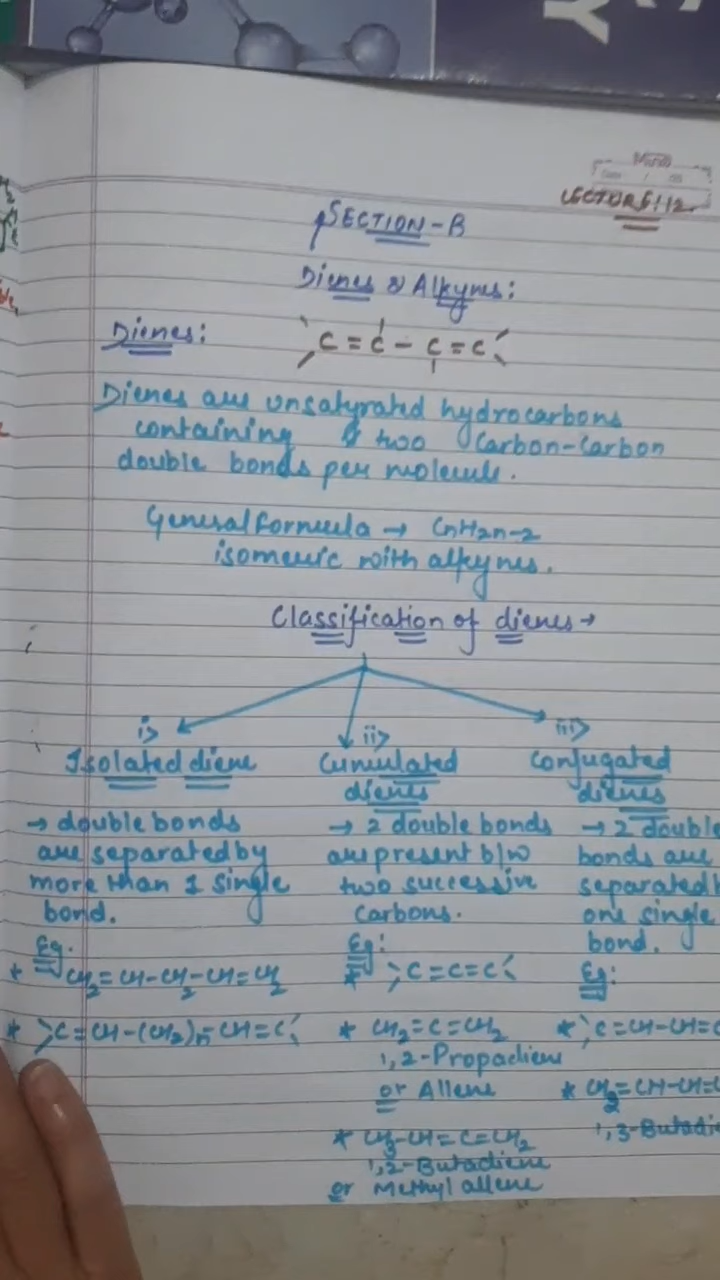 CY
LECTURE:12.
SECTION-B
Dienes & Alkynes:
Dienes: C = C - C = C
Dienes are unsaturated hydrocarbons
containing two Carbon-Carbon
double bonds per molecule.
General formula → CnH2n-2
isomeric with alkynes.
Classification of dienes →
i>
Isolated diene
→ double bonds
are separated by
more than 1 single
bond.
Eg:
* CH2=CH-CH2-CH=CH2
* >C=CH-(CH2)n-CH=C<
ii>
Cumulated
dienes
→ 2 double bonds
are present b/w
two successive
carbons.
Eg:
* >C=C=C<
* CH2=C=CH2
1,2-Propadiene
or Allene
* CH3-CH=C=CH2
1,2-Butadiene
or Methyl allene
iii>
Conjugated
dienes
→ 2 double
bonds are
separated
one single
bond.
Eg:
* >C=CH-CH=C
* CH2=CH-CH=C
1,3-Butadie